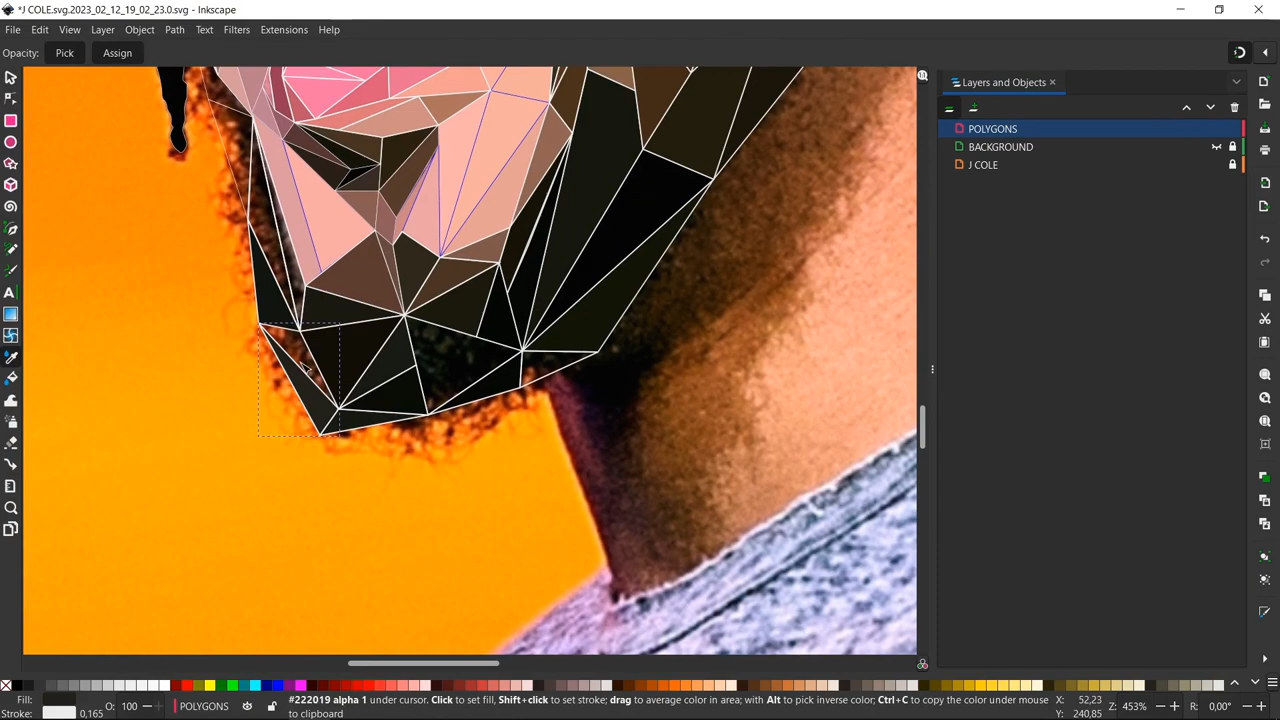 *J COLE.svg.2023_02_12_19_02_23.0.svg - Inkscape
File Edit View Layer Object Path Text Filters Extensions Help
Opacity: Pick Assign
Layers and Objects
POLYGONS
BACKGROUND
J COLE
Fill:
Stroke: 0,165
O: 100
POLYGONS
#222019 alpha 1 under cursor. Click to set fill, Shift+click to set stroke; drag to average color in area; with Alt to pick inverse color; Ctrl+C to copy the color under mouse
to clipboard
X: 52,23
Y: 240,85
Z: 453%
R: 0,00°